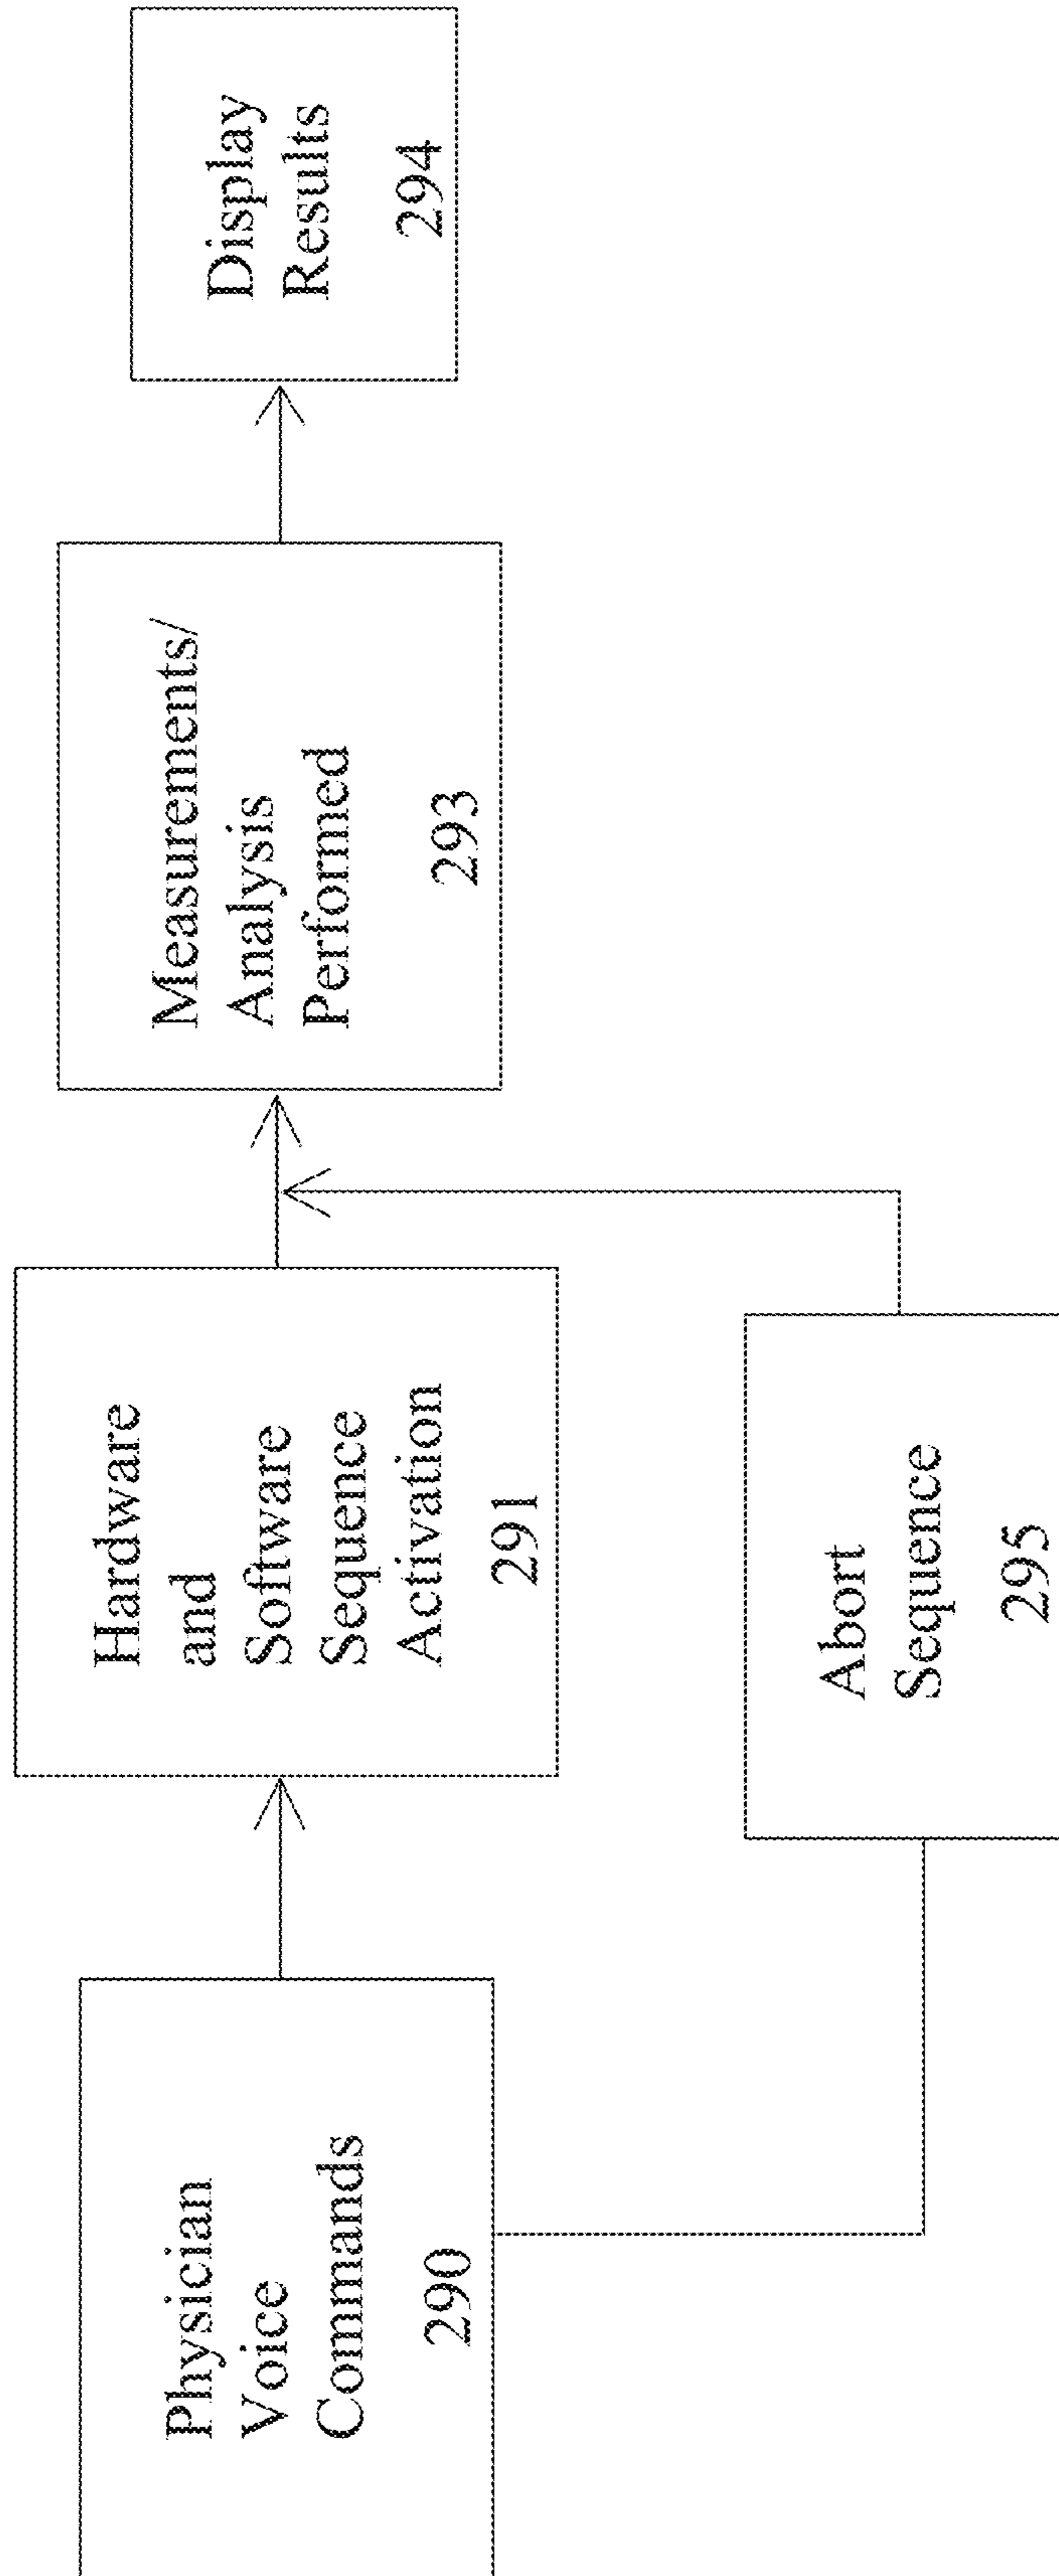 Physician
Voice
Commands
290
Hardware
and
Software
Sequence
Activation
291
Measurements/
Analysis
Performed
293
Display
Results
294
Abort
Sequence
295